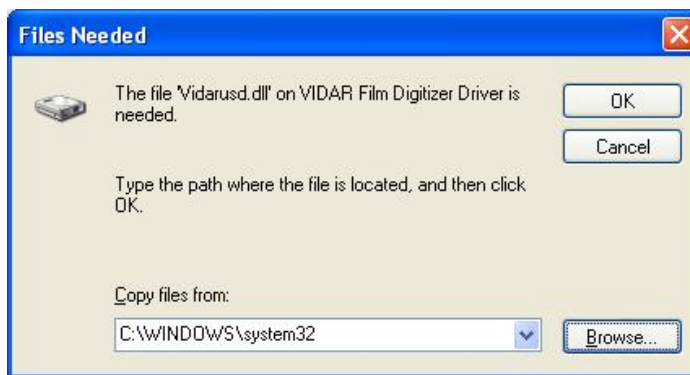 Files Needed
The file 'Vidarusd.dll' on VIDAR Film Digitizer Driver is
needed.
OK
Cancel
Type the path where the file is located, and then click
OK.
Copy files from:
C:\WINDOWS\system32
Browse...